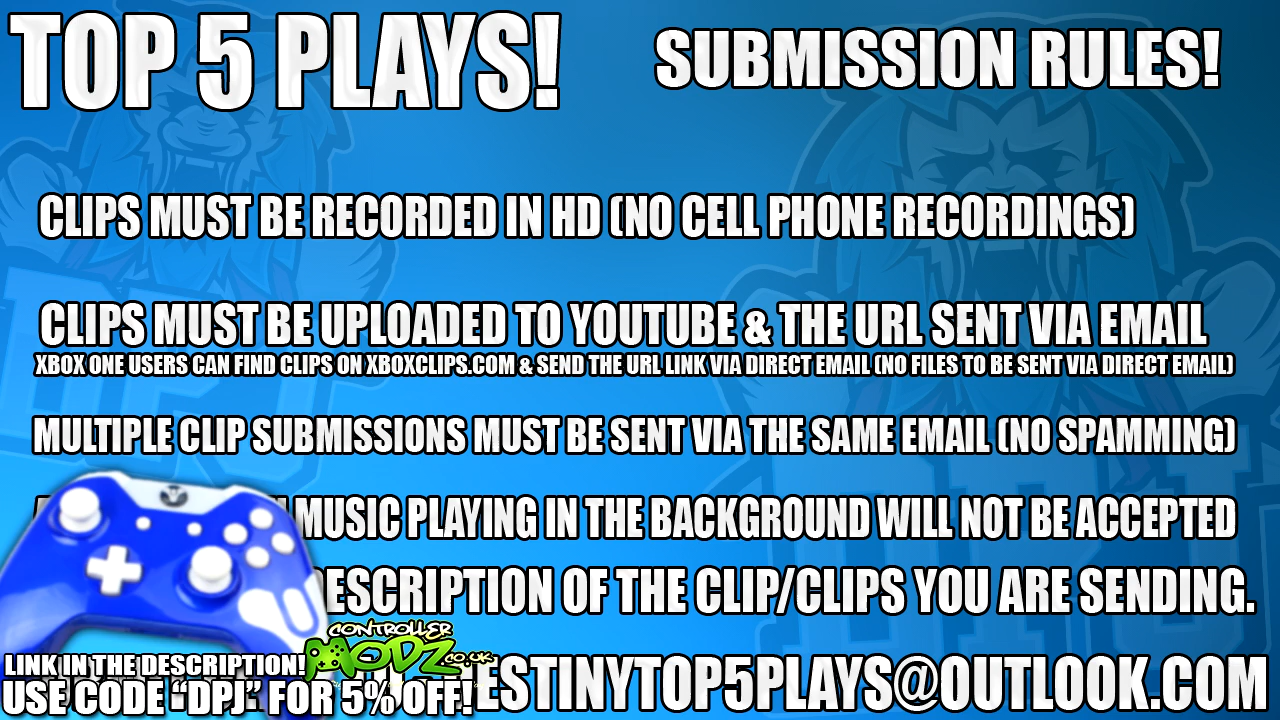 TOP 5 PLAYS!
SUBMISSION RULES!
CLIPS MUST BE RECORDED IN HD (NO CELL PHONE RECORDINGS)
CLIPS MUST BE UPLOADED TO YOUTUBE & THE URL SENT VIA EMAIL
XBOX ONE USERS CAN FIND CLIPS ON XBOXCLIPS.COM & SEND THE URL LINK VIA DIRECT EMAIL (NO FILES TO BE SENT VIA DIRECT EMAIL)
MULTIPLE CLIP SUBMISSIONS MUST BE SENT VIA THE SAME EMAIL (NO SPAMMING)
MUSIC PLAYING IN THE BACKGROUND WILL NOT BE ACCEPTED
ESCRIPTION OF THE CLIP/CLIPS YOU ARE SENDING.
CONTROLLER
MODZ.CO.UK
LINK IN THE DESCRIPTION!
ESTINYTOP5PLAYS@OUTLOOK.COM
USE CODE “DPJ” FOR 5% OFF!
DPJ